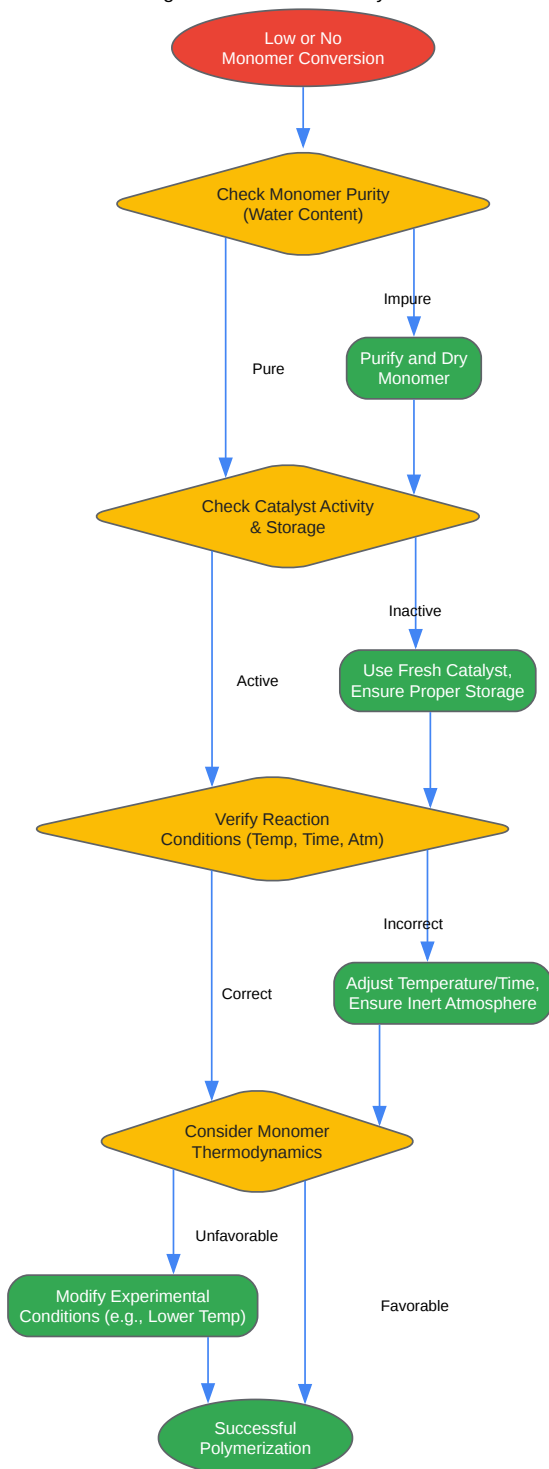 Low or No
Monomer Conversion
Check Monomer Purity
(Water Content)
Impure
Pure
Purify and Dry
Monomer
Check Catalyst Activity
& Storage
Inactive
Active
Use Fresh Catalyst,
Ensure Proper Storage
Verify Reaction
Conditions (Temp, Time, Atm)
Incorrect
Correct
Adjust Temperature/Time,
Ensure Inert Atmosphere
Consider Monomer
Thermodynamics
Unfavorable
Favorable
Modify Experimental
Conditions (e.g., Lower Temp)
Successful
Polymerization